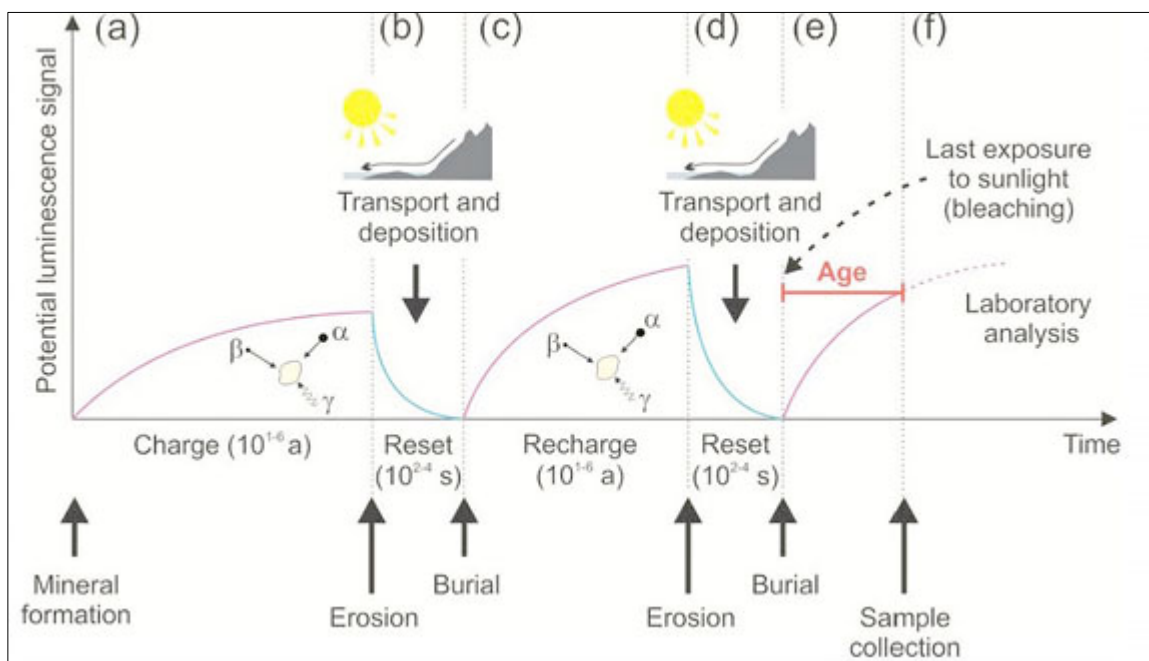 (a)
(b)
(c)
(d)
(e)
(f)
Potential luminescence signal
Transport and
deposition
Transport and
deposition
Last exposure
to sunlight
(bleaching)
Age
Laboratory
analysis
β
α
γ
β
α
γ
Charge (10¹⁻⁶ a)
Reset
(10²⁻⁴ s)
Recharge
(10¹⁻⁶ a)
Reset
(10²⁻⁴ s)
Time
Mineral
formation
Erosion
Burial
Erosion
Burial
Sample
collection